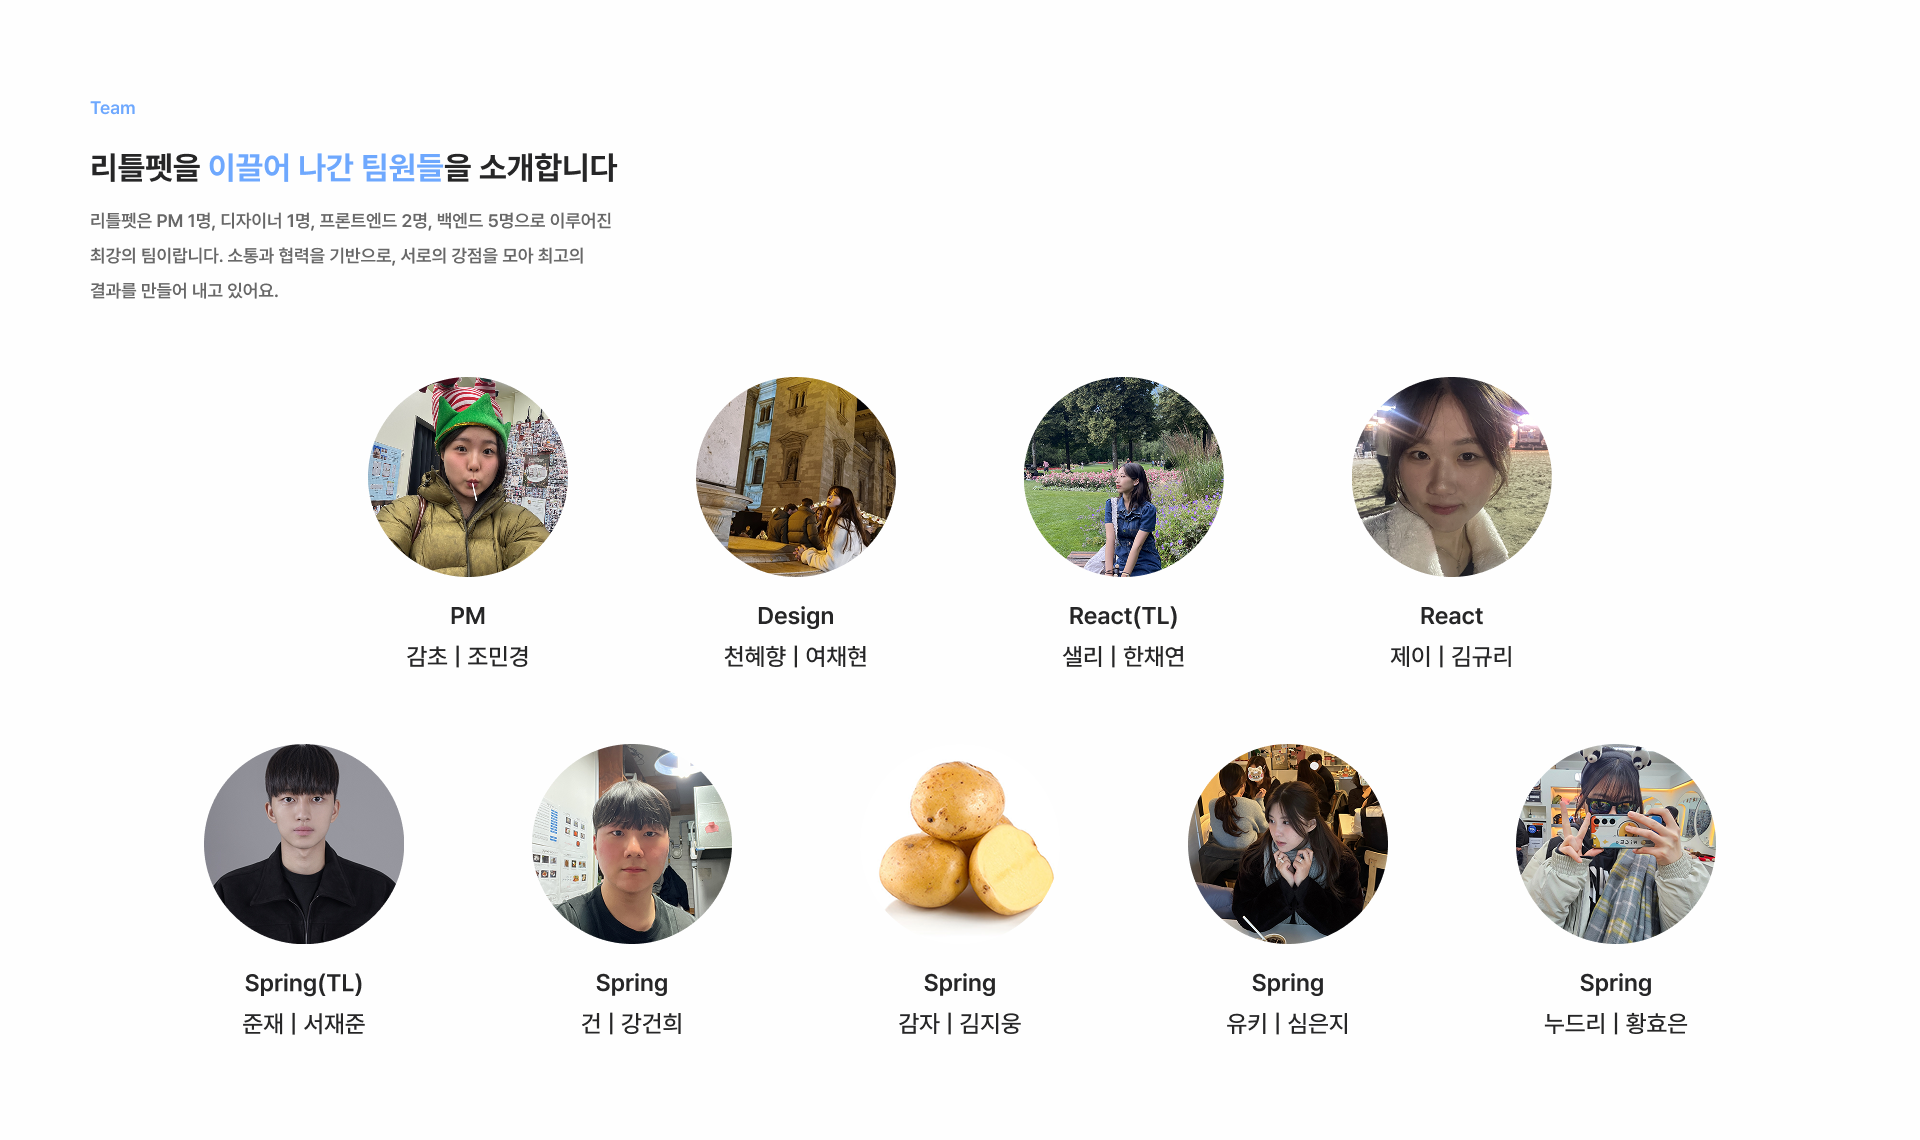 Team
리틀펫을 이끌어 나간 팀원들을 소개합니다
리틀펫은 PM 1명, 디자이너 1명, 프론트엔드 2명, 백엔드 5명으로 이루어진
최강의 팀이랍니다. 소통과 협력을 기반으로, 서로의 강점을 모아 최고의
결과를 만들어 내고 있어요.
PM
감초 | 조민경
Design
천혜향 | 여채현
React(TL)
샐리 | 한채연
React
제이 | 김규리
Spring(TL)
준재 | 서재준
Spring
건 | 강건희
Spring
감자 | 김지웅
Spring
유키 | 심은지
Spring
누드리 | 황효은